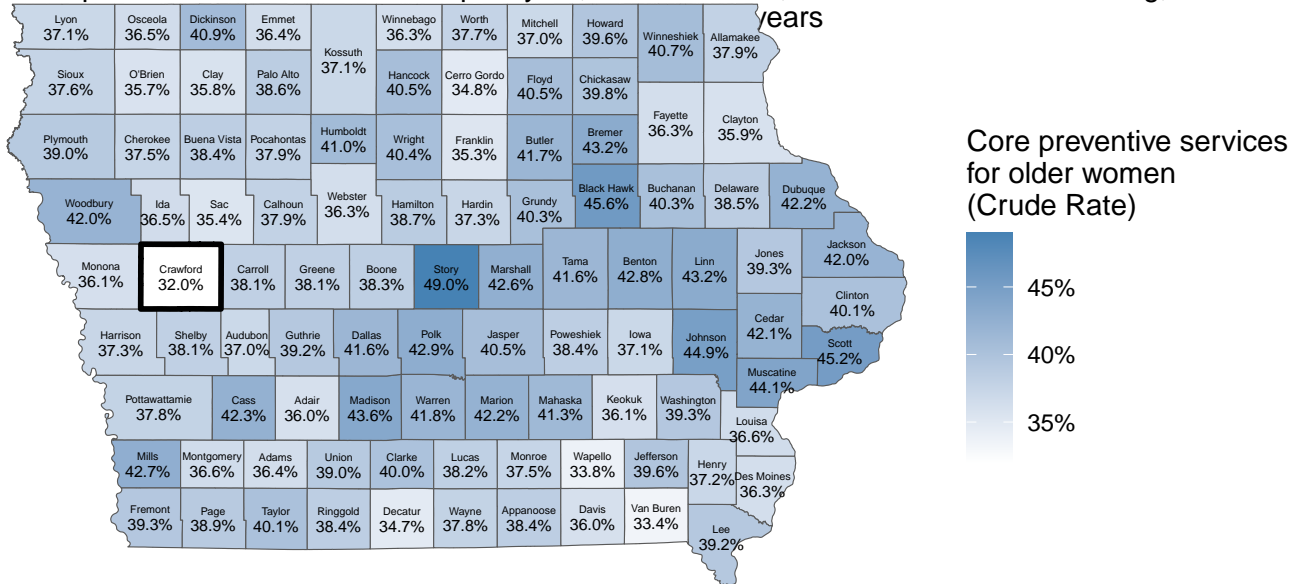 years
Lyon
37.1%
Osceola
36.5%
Dickinson
40.9%
Emmet
36.4%
Kossuth
37.1%
Winnebago
36.3%
Worth
37.7%
Mitchell
37.0%
Howard
39.6%
Winneshiek
40.7%
Allamakee
37.9%
Sioux
37.6%
O'Brien
35.7%
Clay
35.8%
Palo Alto
38.6%
Hancock
40.5%
Cerro Gordo
34.8%
Floyd
40.5%
Chickasaw
39.8%
Fayette
36.3%
Clayton
35.9%
Plymouth
39.0%
Cherokee
37.5%
Buena Vista
38.4%
Pocahontas
37.9%
Humboldt
41.0%
Wright
40.4%
Franklin
35.3%
Butler
41.7%
Bremer
43.2%
Woodbury
42.0%
Ida
36.5%
Sac
35.4%
Calhoun
37.9%
Webster
36.3%
Hamilton
38.7%
Hardin
37.3%
Grundy
40.3%
Black Hawk
45.6%
Buchanan
40.3%
Delaware
38.5%
Dubuque
42.2%
Monona
36.1%
Crawford
32.0%
Carroll
38.1%
Greene
38.1%
Boone
38.3%
Story
49.0%
Marshall
42.6%
Tama
41.6%
Benton
42.8%
Linn
43.2%
Jones
39.3%
Jackson
42.0%
Clinton
40.1%
Harrison
37.3%
Shelby
38.1%
Audubon
37.0%
Guthrie
39.2%
Dallas
41.6%
Polk
42.9%
Jasper
40.5%
Poweshiek
38.4%
Iowa
37.1%
Johnson
44.9%
Cedar
42.1%
Scott
45.2%
Muscatine
44.1%
Pottawattamie
37.8%
Cass
42.3%
Adair
36.0%
Madison
43.6%
Warren
41.8%
Marion
42.2%
Mahaska
41.3%
Keokuk
36.1%
Washington
39.3%
Louisa
36.6%
Mills
42.7%
Montgomery
36.6%
Adams
36.4%
Union
39.0%
Clarke
40.0%
Lucas
38.2%
Monroe
37.5%
Wapello
33.8%
Jefferson
39.6%
Henry
37.2%
Des Moines
36.3%
Fremont
39.3%
Page
38.9%
Taylor
40.1%
Ringgold
38.4%
Decatur
34.7%
Wayne
37.8%
Appanoose
38.4%
Davis
36.0%
Van Buren
33.4%
Lee
39.2%
Core preventive services
for older women
(Crude Rate)
45%
40%
35%